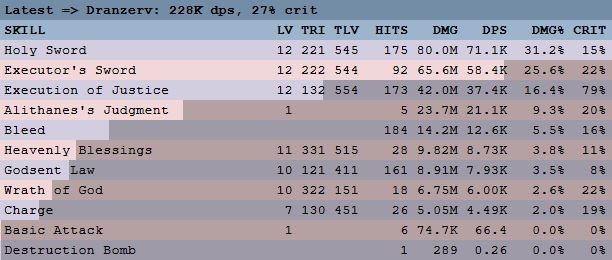 Latest => Dranzerv: 228K dps, 27% crit
SKILL LV TRI TLV HITS DMG DPS DMG% CRIT
Holy Sword 12 221 545 175 80.0M 71.1K 31.2% 15%
Executor's Sword 12 222 544 92 65.6M 58.4K 25.6% 22%
Execution of Justice 12 132 554 173 42.0M 37.4K 16.4% 79%
Alithanes's Judgment 1 5 23.7M 21.1K 9.3% 20%
Bleed 184 14.2M 12.6K 5.5% 16%
Heavenly Blessings 11 331 515 28 9.82M 8.73K 3.8% 11%
Godsent Law 10 121 411 161 8.91M 7.93K 3.5% 8%
Wrath of God 10 322 151 18 6.75M 6.00K 2.6% 22%
Charge 7 130 451 26 5.05M 4.49K 2.0% 19%
Basic Attack 1 6 74.7K 66.4 0.0% 0%
Destruction Bomb 1 289 0.26 0.0% 0%